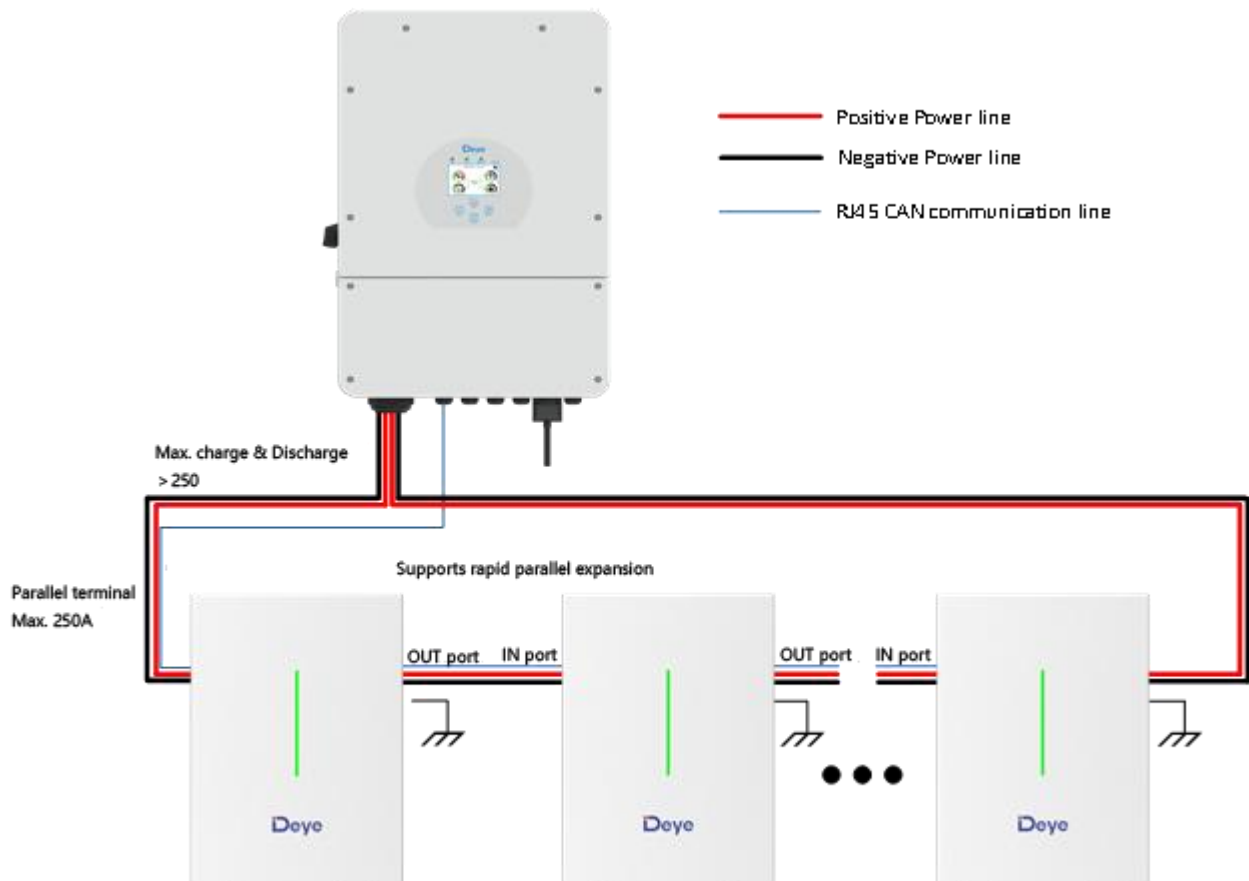 Deye
Positive Power line
Negative Power line
RJ45 CAN communication line
Max. charge & Discharge
> 250
Supports rapid parallel expansion
Parallel terminal
Max. 250A
OUT port
IN port
OUT port
IN port
Deye
Deye
Deye